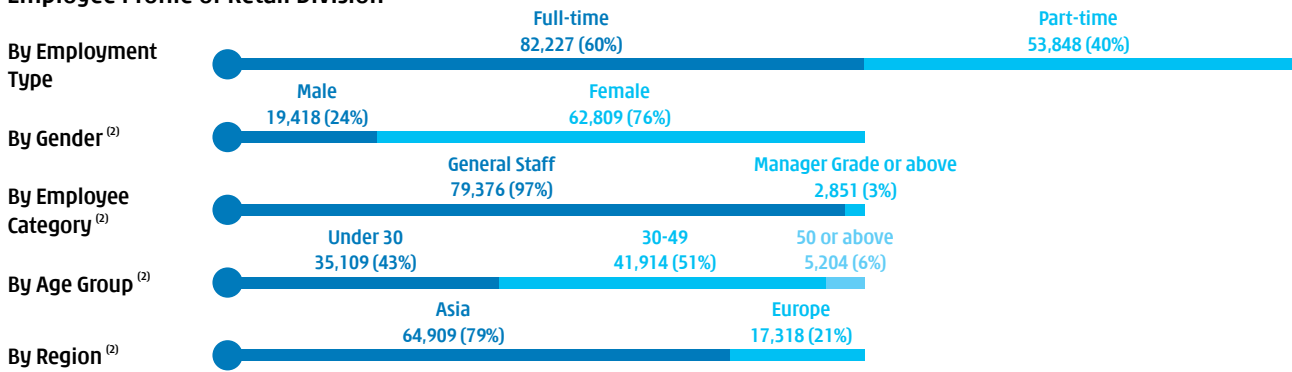 Full-time
Part-time
82,227 (60%)
53,848 (40%)
By Employment
Type
Male
Female
19,418 (24%)
62,809 (76%)
By Gender (2)
General Staff
Manager Grade or above
79,376 (97%)
2,851 (3%)
By Employee
Category (2)
Under 30
30-49
50 or above
35,109 (43%)
41,914 (51%)
5,204 (6%)
By Age Group (2)
Asia
Europe
64,909 (79%)
17,318 (21%)
By Region (2)